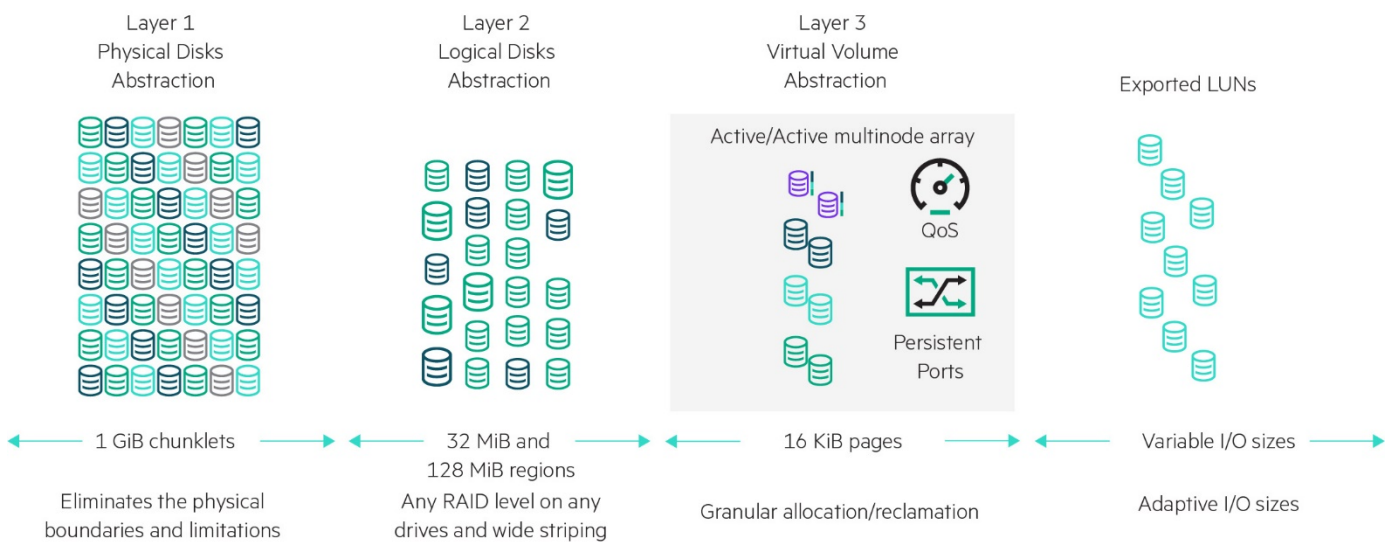 Layer 1
Physical Disks
Abstraction
Layer 2
Logical Disks
Abstraction
Layer 3
Virtual Volume
Abstraction
Exported LUNs
Active/Active multinode array
QoS
Persistent
Ports
1 GiB chunklets
32 MiB and
128 MiB regions
16 KiB pages
Variable I/O sizes
Eliminates the physical
boundaries and limitations
Any RAID level on any
drives and wide striping
Granular allocation/reclamation
Adaptive I/O sizes